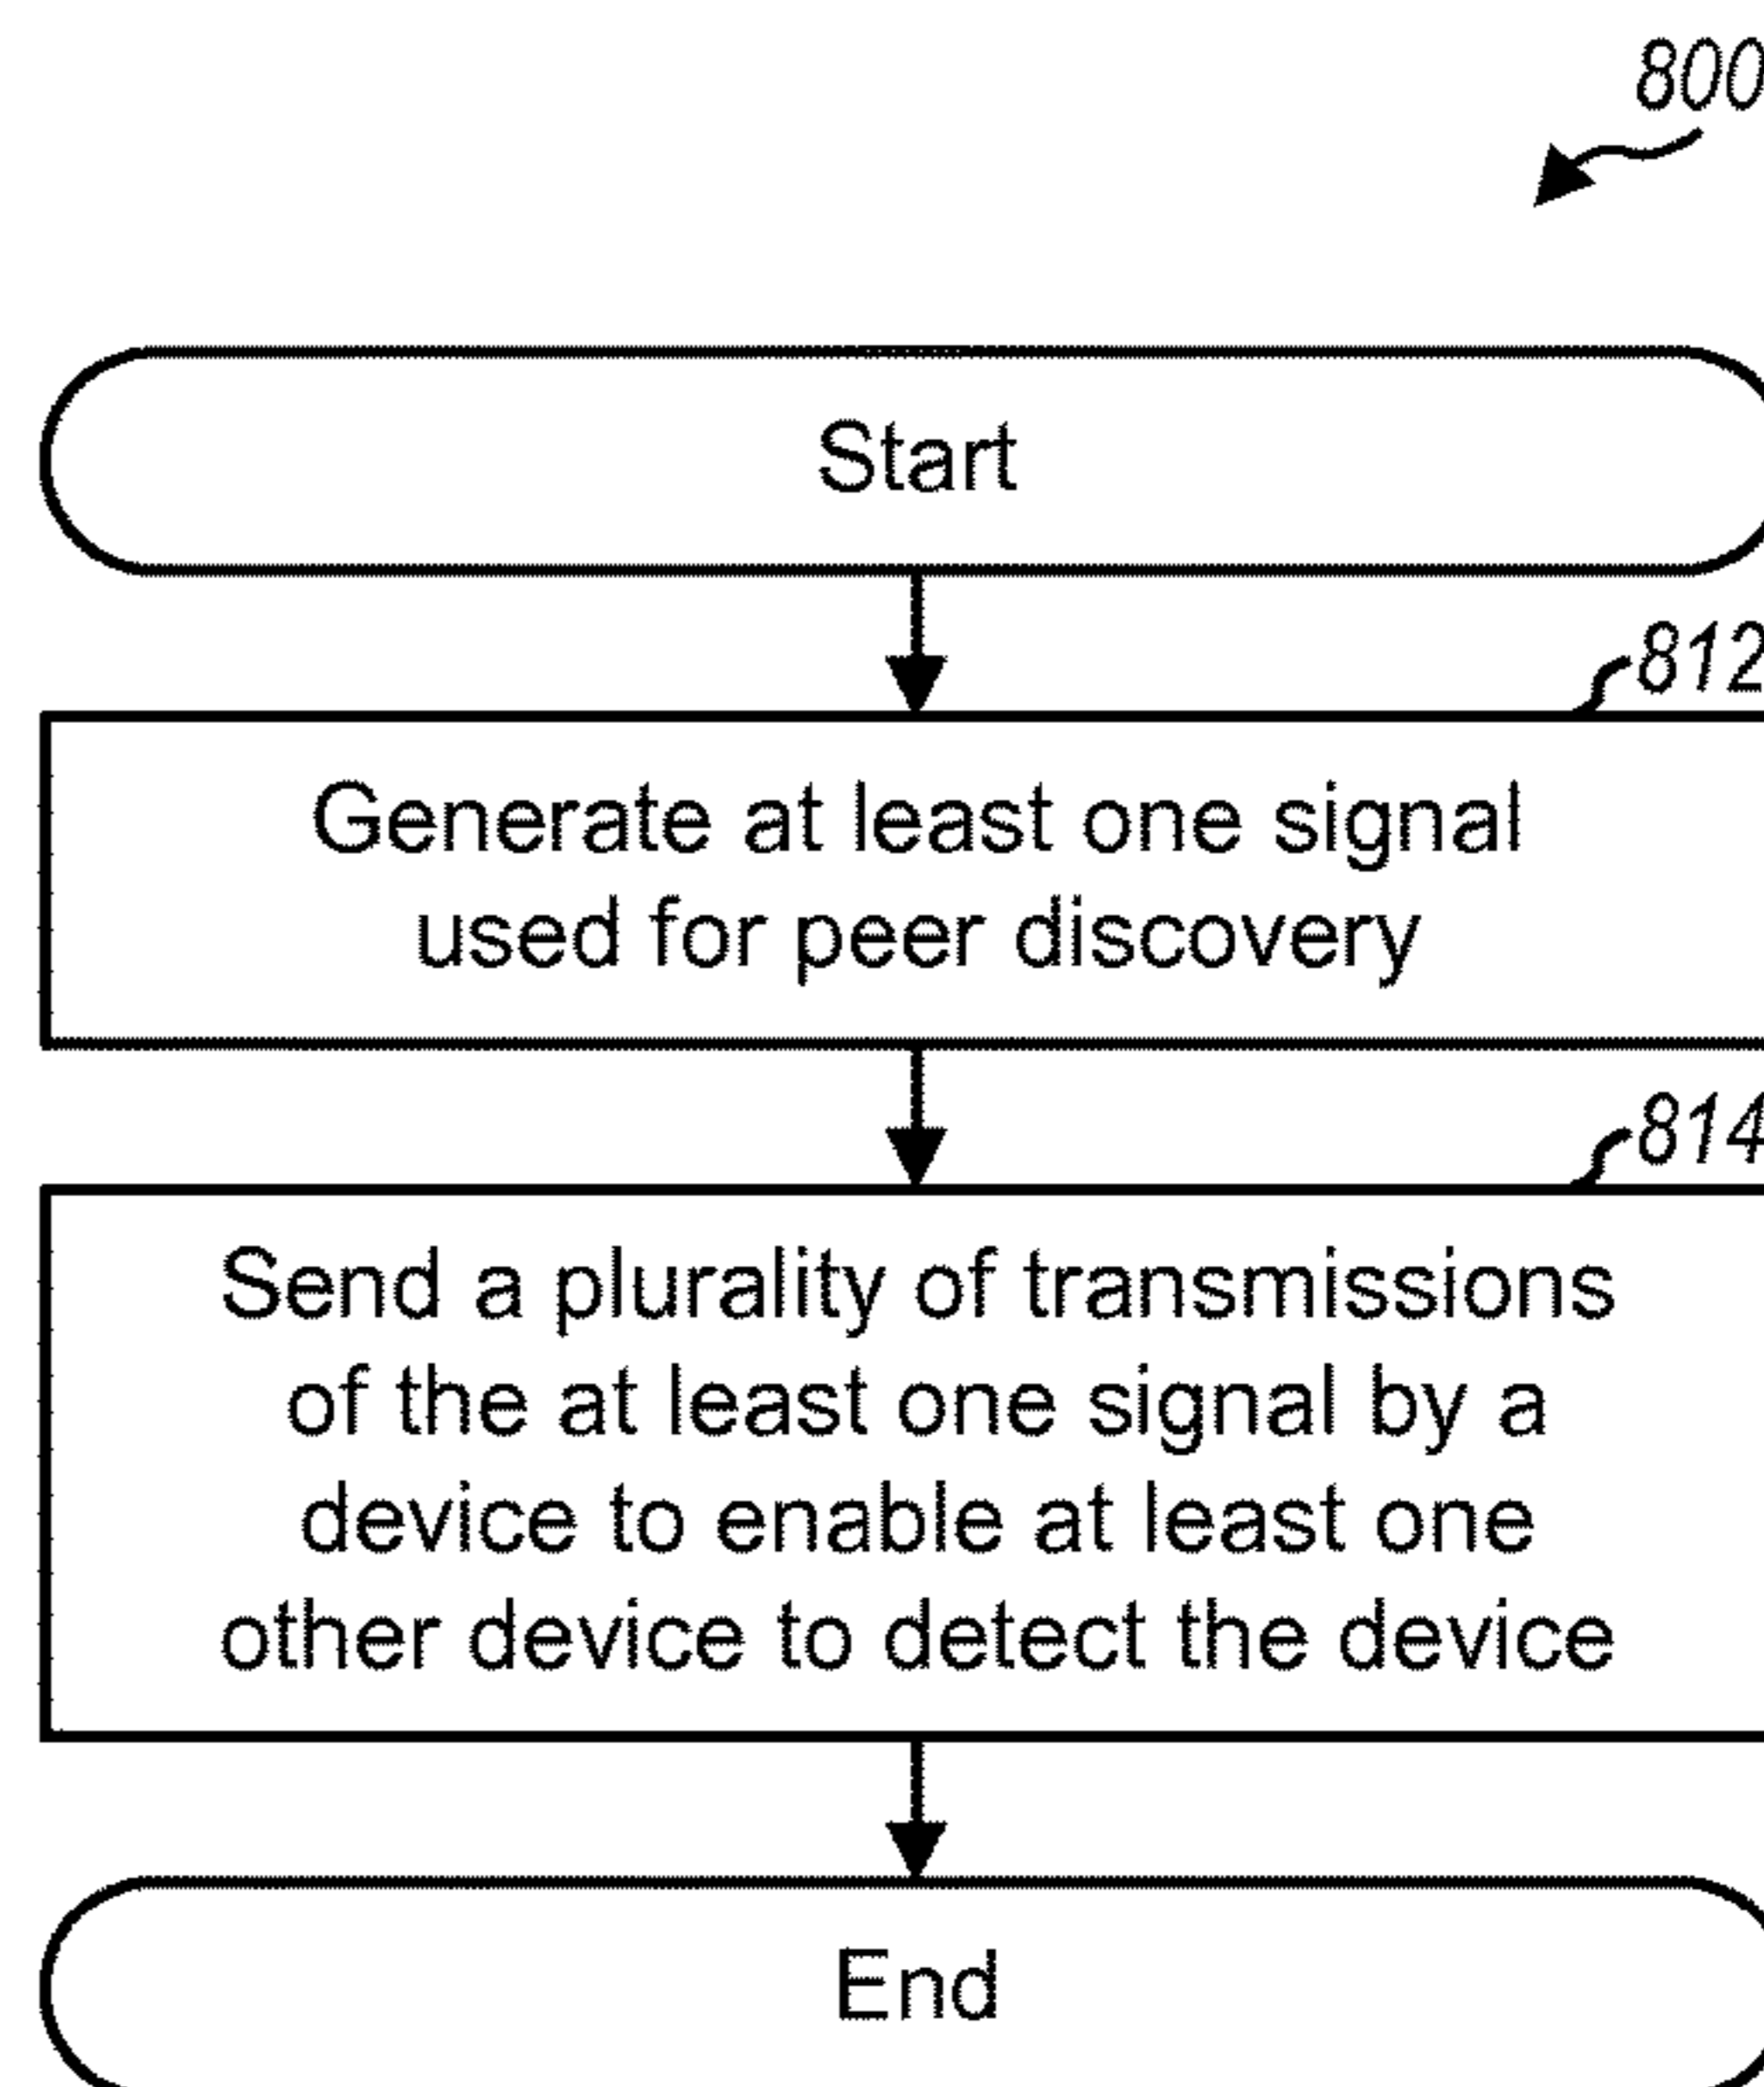 800
Start
812
Generate at least one signal
used for peer discovery
814
Send a plurality of transmissions
of the at least one signal by a
device to enable at least one
other device to detect the device
End